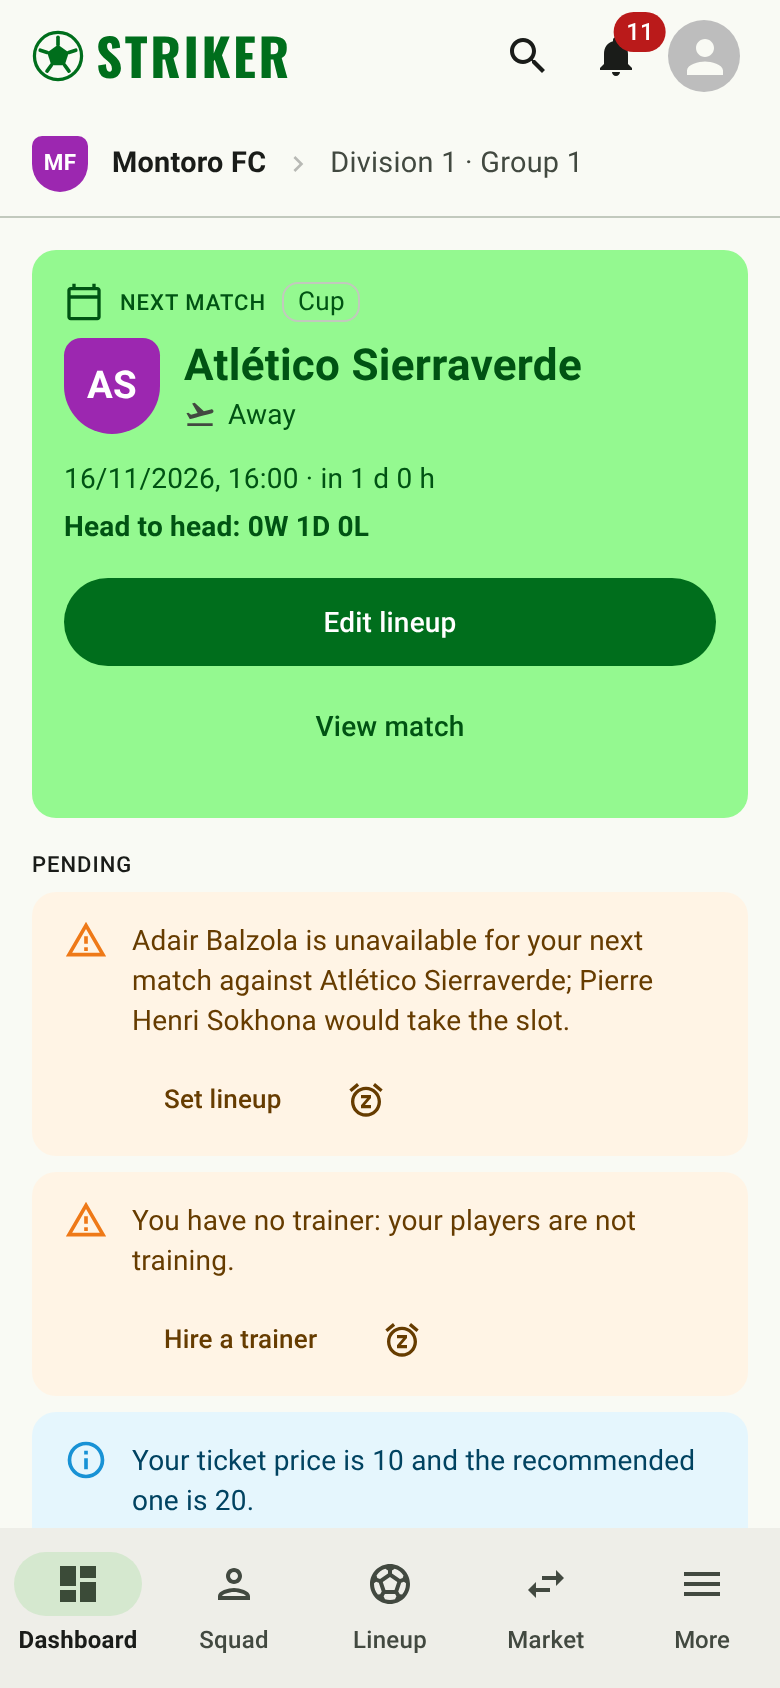 STRIKER
11
MF
Montoro FC
Division 1 · Group 1
NEXT MATCH
Cup
AS
Atlético Sierraverde
Away
16/11/2026, 16:00 · in 1 d 0 h
Head to head: 0W 1D 0L
Edit lineup
View match
PENDING
Adair Balzola is unavailable for your next
match against Atlético Sierraverde; Pierre
Henri Sokhona would take the slot.
Set lineup
You have no trainer: your players are not
training.
Hire a trainer
Your ticket price is 10 and the recommended
one is 20.
Dashboard
Squad
Lineup
Market
More